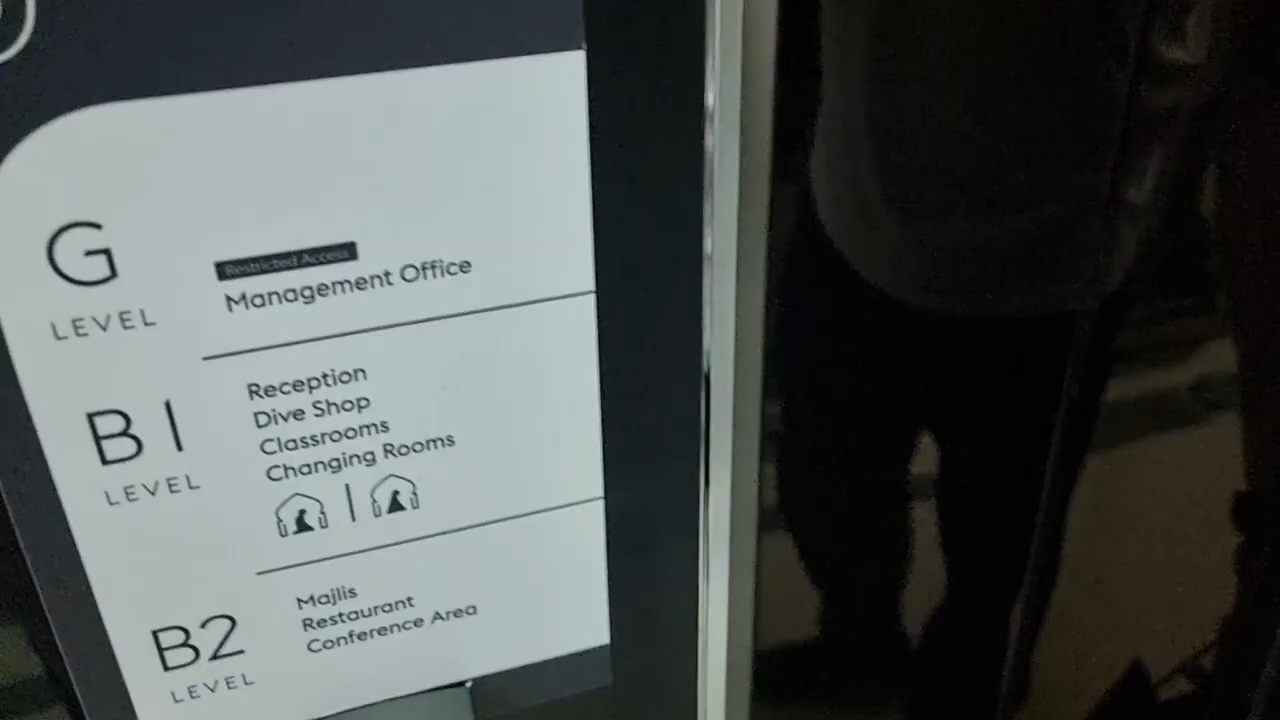 G
LEVEL
Restricted Access
Management Office
B1
LEVEL
Reception
Dive Shop
Classrooms
Changing Rooms
B2
LEVEL
Majlis
Restaurant
Conference Area